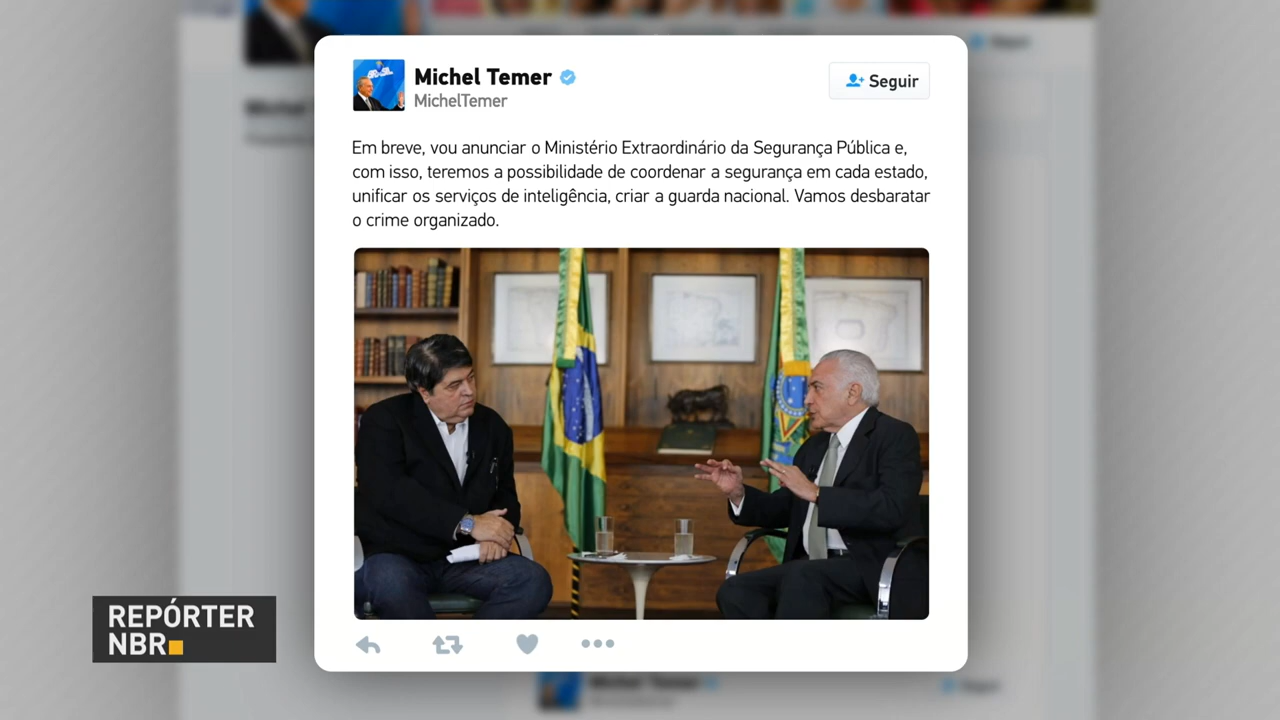 Michel Temer
MichelTemer
Seguir
Em breve, vou anunciar o Ministério Extraordinário da Segurança Pública e,
com isso, teremos a possibilidade de coordenar a segurança em cada estado,
unificar os serviços de inteligência, criar a guarda nacional. Vamos desbaratar
o crime organizado.
REPÓRTER
NBR